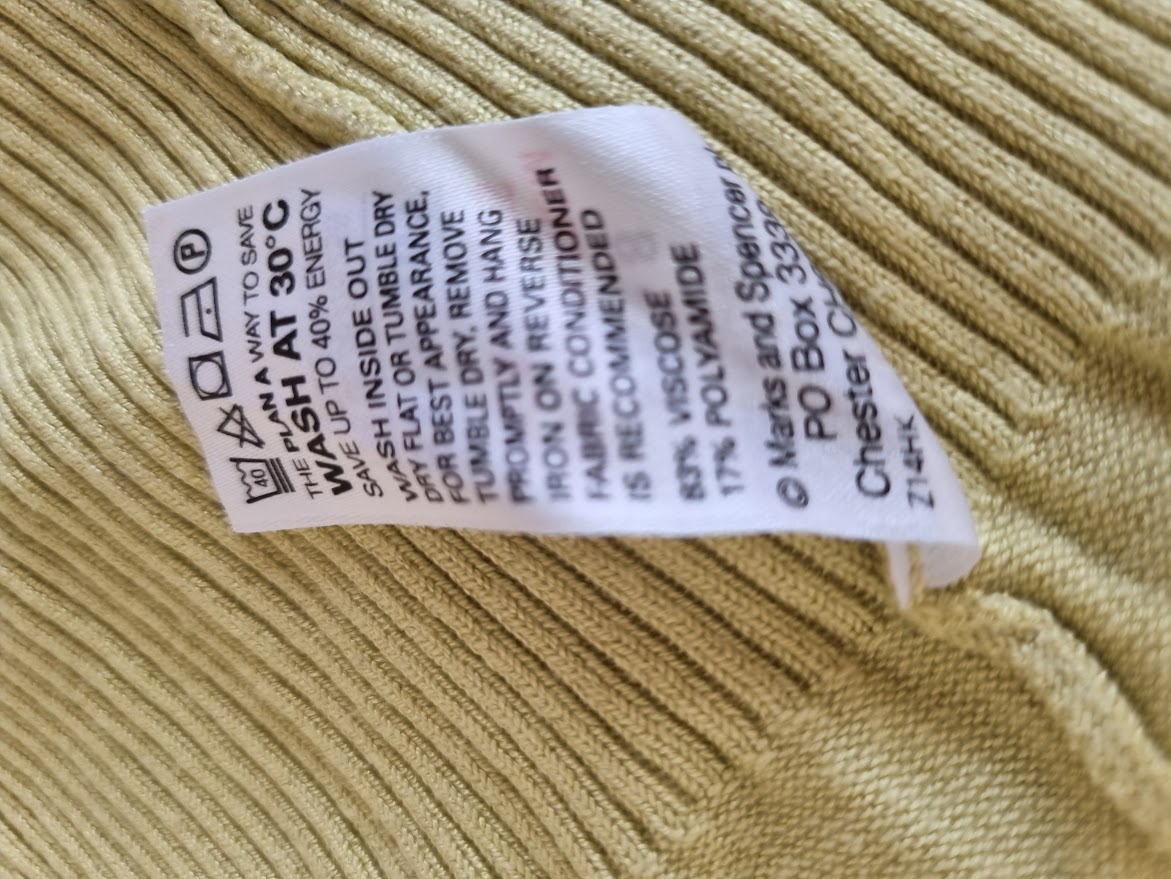 40 P
THE PLAN A WAY TO SAVE
WASH AT 30°C
SAVE UP TO 40% ENERGY
WASH INSIDE OUT
DRY FLAT OR TUMBLE DRY
FOR BEST APPEARANCE,
TUMBLE DRY, REMOVE
PROMPTLY AND HANG
IRON ON REVERSE
FABRIC CONDITIONER
IS RECOMMENDED
83% VISCOSE
17% POLYAMIDE
© Marks and Spencer
PO Box
Chester
Z14HK